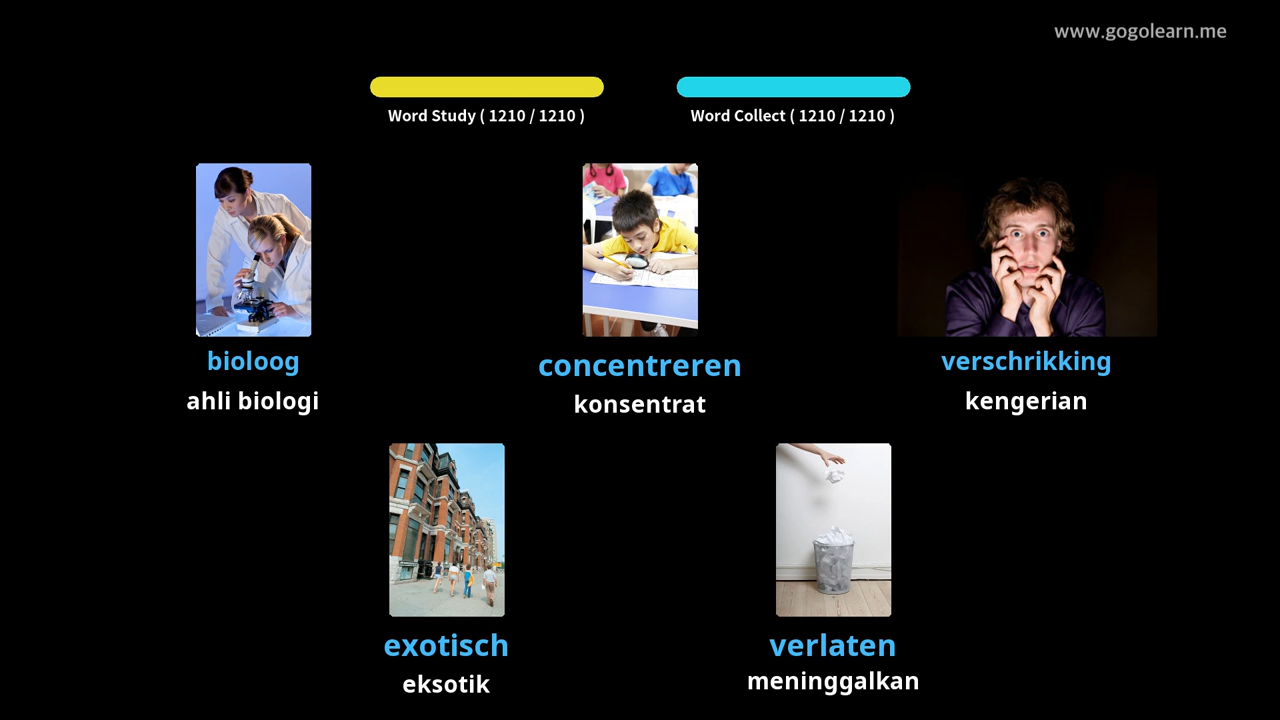 www.gogolearn.me
Word Study ( 1210 / 1210 )
Word Collect ( 1210 / 1210 )
bioloog
ahli biologi
concentreren
konsentrat
verschrikking
kengerian
exotisch
eksotik
verlaten
meninggalkan